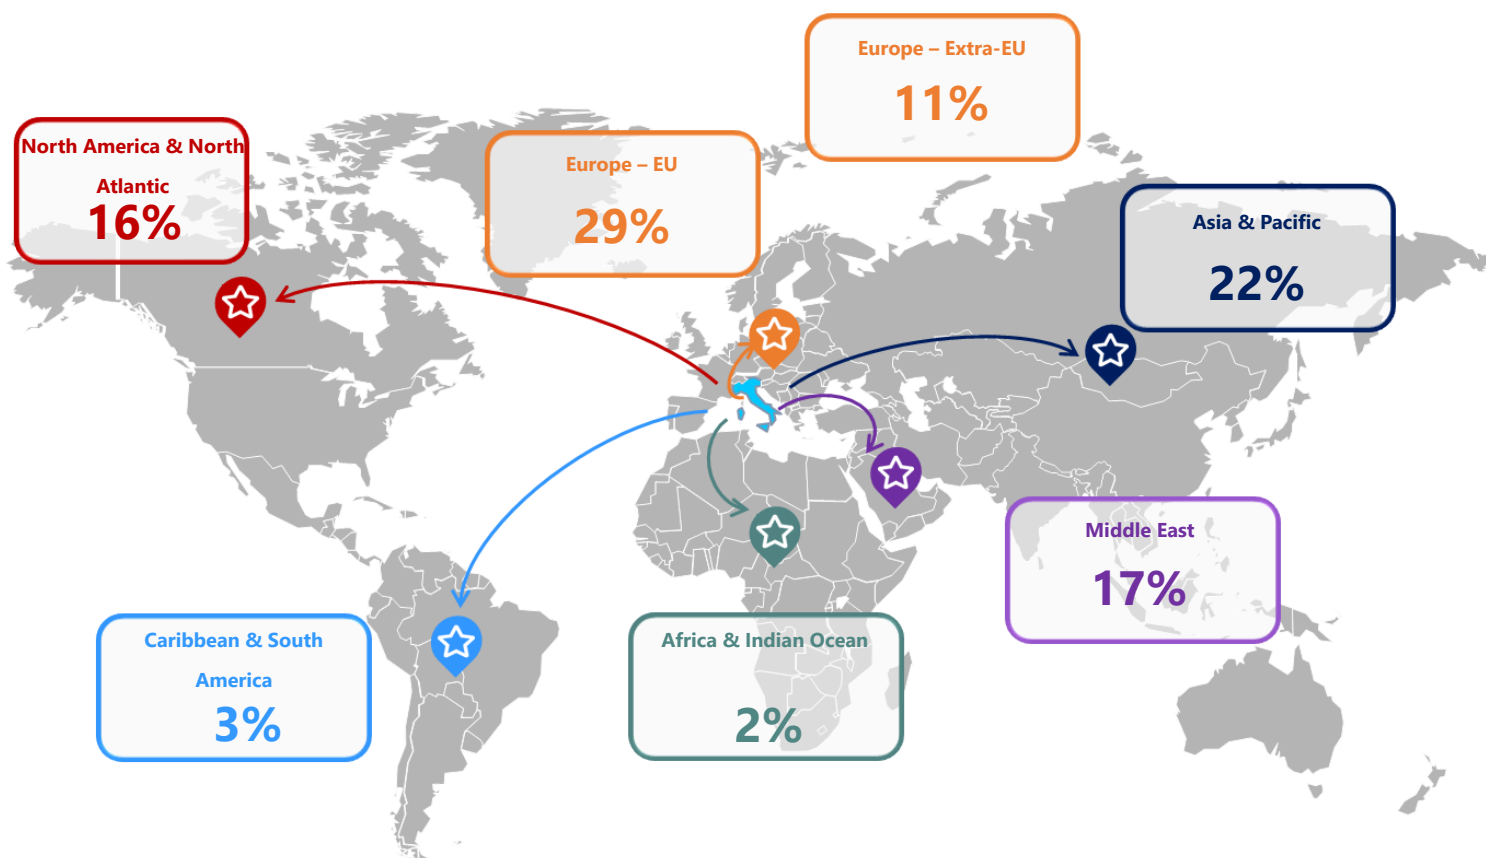 Europe – Extra-EU
11%
North America & North
Atlantic
16%
Europe – EU
29%
Asia & Pacific
22%
Middle East
17%
Caribbean & South
America
3%
Africa & Indian Ocean
2%